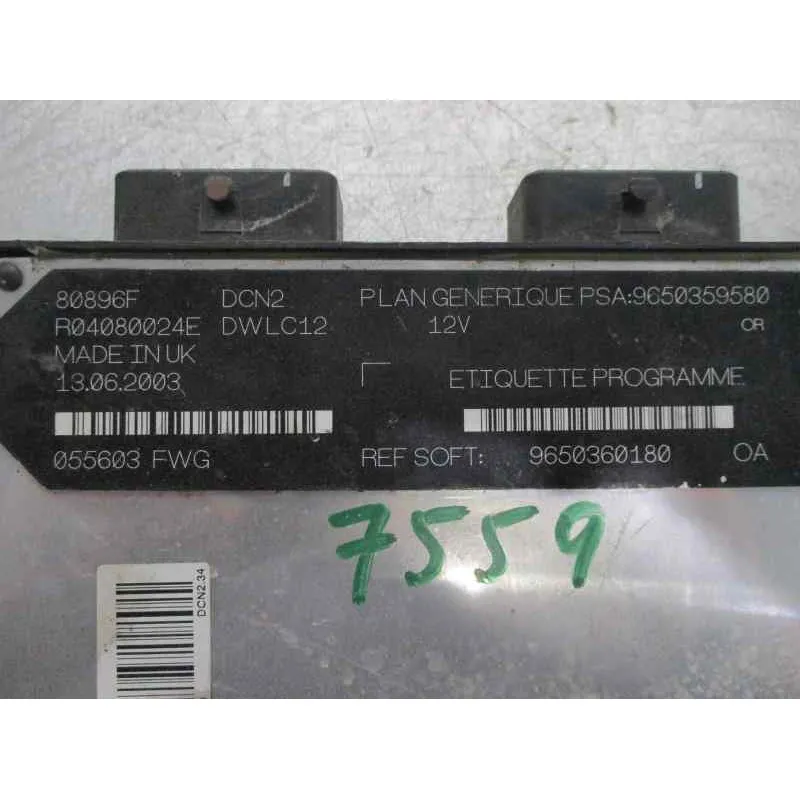 80896F DCN2 PLAN GENERIQUE PSA:9650359580
R04080024E DWLC12 12V OR
MADE IN UK
13.06.2003 ETIQUETTE PROGRAMME
055603 FWG REF SOFT: 9650360180 0A
7559
DCN2.34